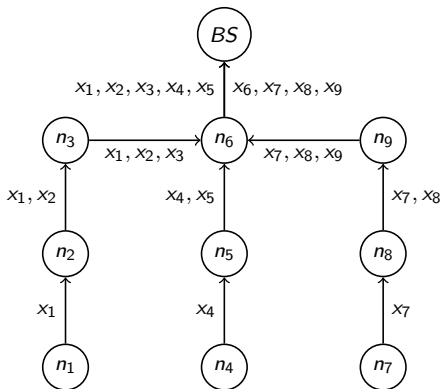 BS
x₁, x₂, x₃, x₄, x₅ x₆, x₇, x₈, x₉
n₃ x₁, x₂, x₃ n₆ x₇, x₈, x₉ n₉
x₁, x₂ x₄, x₅ x₇, x₈
n₂ n₅ n₈
x₁ x₄ x₇
n₁ n₄ n₇